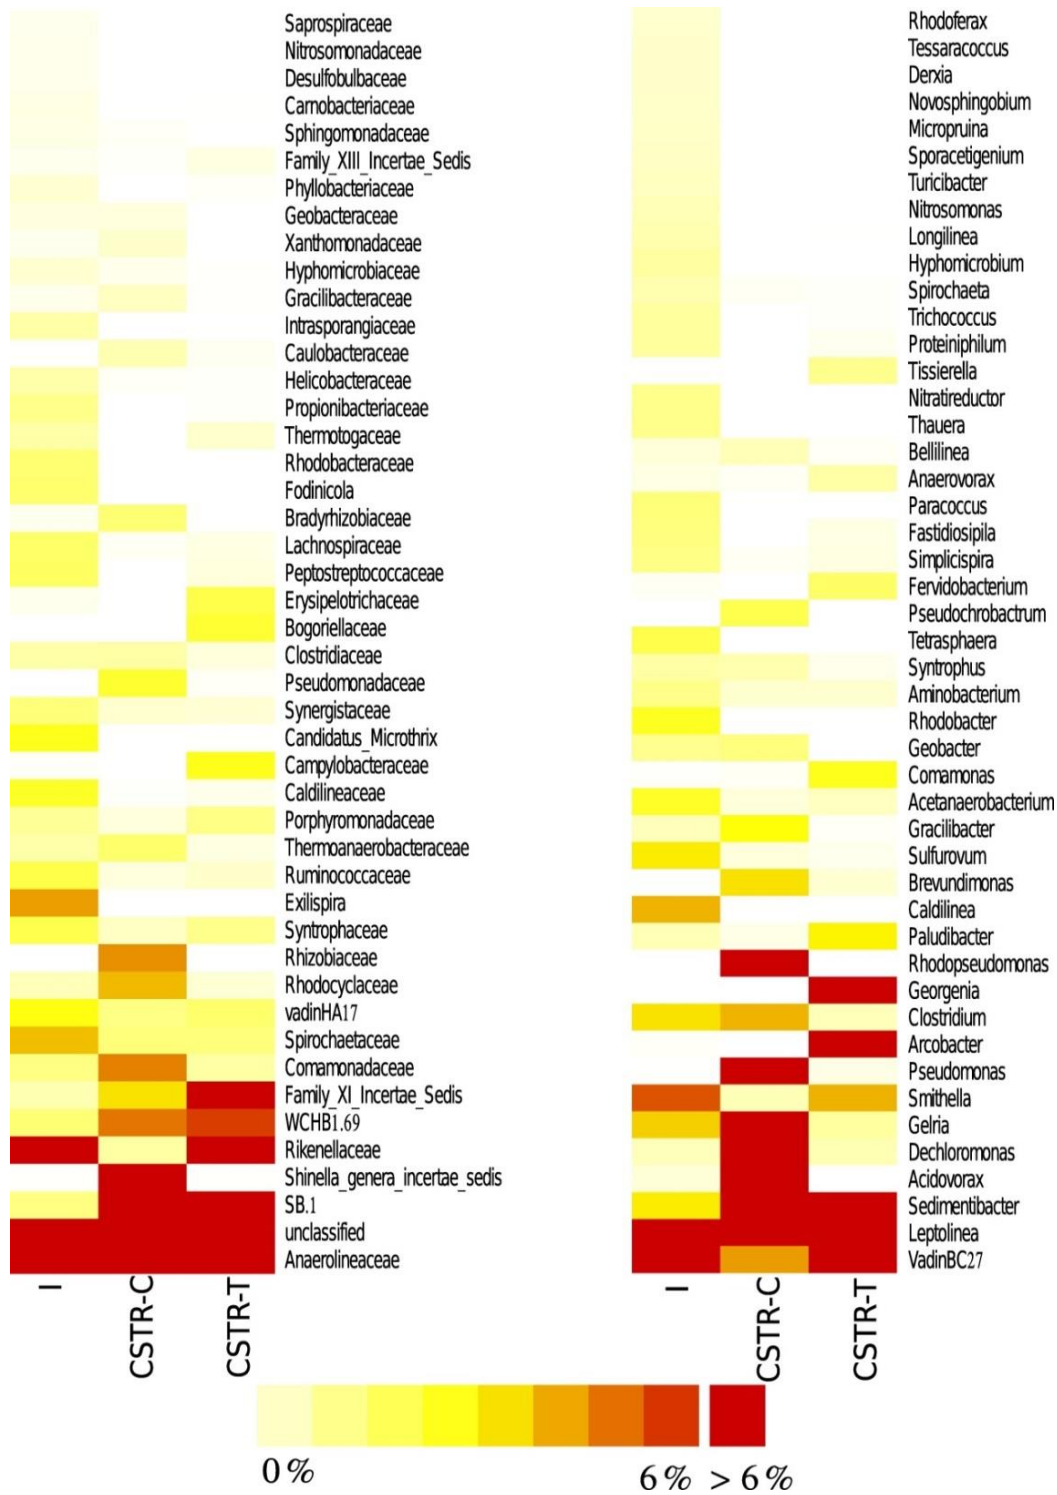 Saprospiraceae
Nitrosomonadaceae
Desulfobulbaceae
Carnobacteriaceae
Sphingomonadaceae
Family_XIII_Incertae_Sedis
Phyllobacteriaceae
Geobacteraceae
Xanthomonadaceae
Hyphomicrobiaceae
Gracilibacteraceae
Intrasporangiaceae
Caulobacteraceae
Helicobacteraceae
Propionibacteriaceae
Thermotogaceae
Rhodobacteraceae
Fodinicola
Bradyrhizobiaceae
Lachnospiraceae
Peptostreptococcaceae
Erysipelotrichaceae
Bogoriellaceae
Clostridiaceae
Pseudomonadaceae
Synergistaceae
Candidatus_Microthrix
Campylobacteraceae
Caldilineaceae
Porphyromonadaceae
Thermoanaerobacteraceae
Ruminococcaceae
Exilispira
Syntrophaceae
Rhizobiaceae
Rhodocyclaceae
vadinHA17
Spirochaetaceae
Comamonadaceae
Family_XI_Incertae_Sedis
WCHB1.69
Rikenellaceae
Shinella_genera_incertae_sedis
SB.1
unclassified
Anaerolineaceae
I
CSTR-C
CSTR-T
Rhodoferax
Tessaracoccus
Derxia
Novosphingobium
Micropruina
Sporacetigenium
Turicibacter
Nitrosomonas
Longilinea
Hyphomicrobium
Spirochaeta
Trichococcus
Proteiniphilum
Tissierella
Nitratireductor
Thauera
Bellilinea
Anaerovorax
Paracoccus
Fastidiosipila
Simplicispira
Fervidobacterium
Pseudochrobactrum
Tetrasphaera
Syntrophus
Aminobacterium
Rhodobacter
Geobacter
Comamonas
Acetanaerobacterium
Gracilibacter
Sulfurovum
Brevundimonas
Caldilinea
Paludibacter
Rhodopseudomonas
Georgenia
Clostridium
Arcobacter
Pseudomonas
Smithella
Gelria
Dechloromonas
Acidovorax
Sedimentibacter
Leptolinea
VadinBC27
I
CSTR-C
CSTR-T
0 % 6 % > 6 %